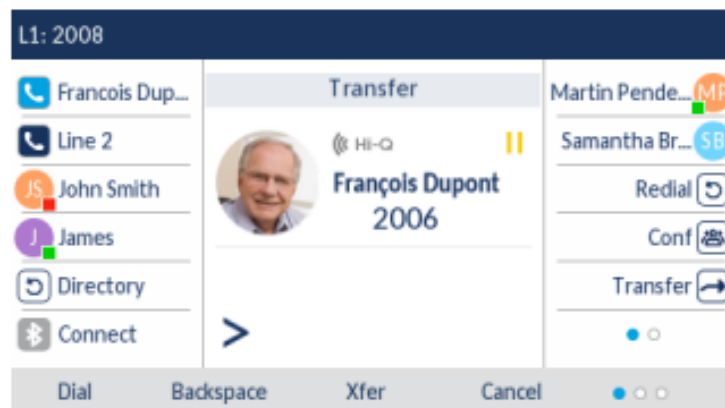 L1: 2008
Francois Dup...
Line 2
JS John Smith
J James
Directory
Connect
Transfer
HI-Q
François Dupont
2006
>
Martin Pende... MP
Samantha Br... SB
Redial
Conf
Transfer
Dial Backspace Xfer Cancel